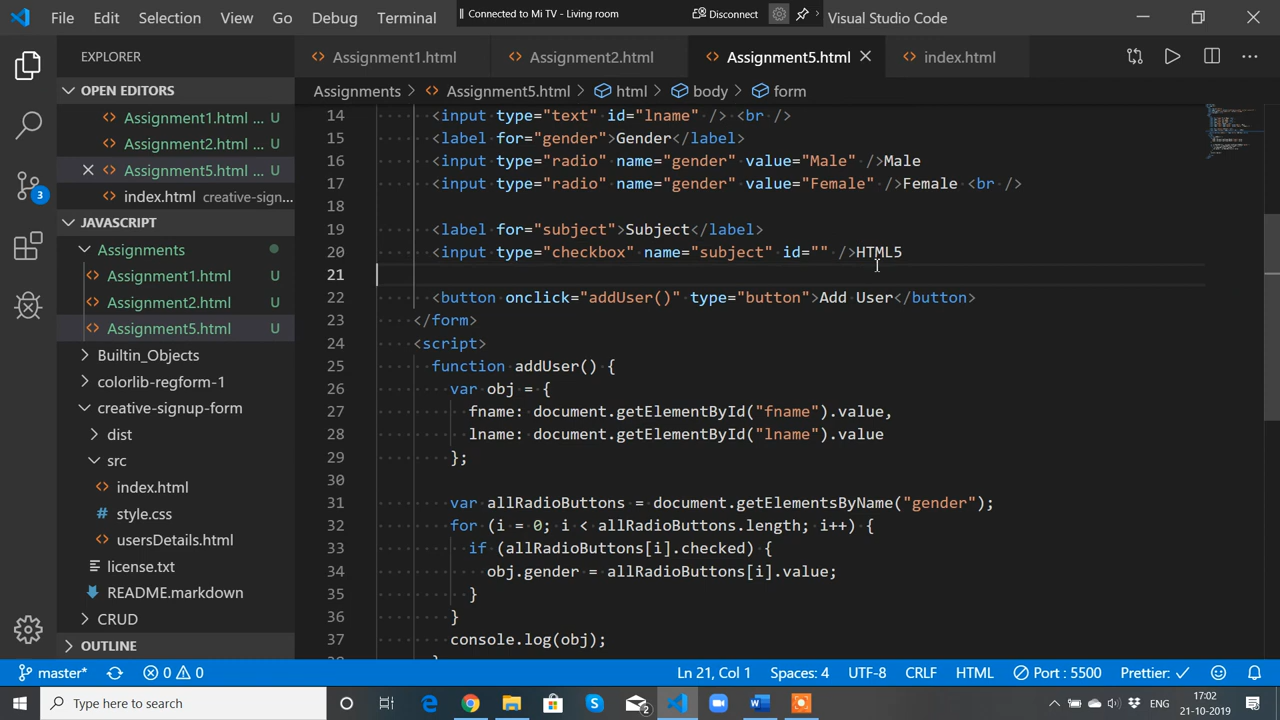 File Edit Selection View Go Debug Terminal Connected to Mi TV - Living room Disconnect Visual Studio Code
EXPLORER
OPEN EDITORS
Assignment1.html ... U
Assignment2.html ... U
Assignment5.html ... U
index.html creative-sign...
JAVASCRIPT
Assignments
Assignment1.html U
Assignment2.html U
Assignment5.html U
Builtin_Objects
colorlib-regform-1
creative-signup-form
dist
src
index.html
style.css
usersDetails.html
license.txt
README.markdown
CRUD
OUTLINE
3
Assignment1.html Assignment2.html Assignment5.html index.html
Assignments > Assignment5.html > html > body > form
14 <input type="text" id="lname" /> <br />
15 <label for="gender">Gender</label>
16 <input type="radio" name="gender" value="Male" />Male
17 <input type="radio" name="gender" value="Female" />Female <br />
18
19 <label for="subject">Subject</label>
20 <input type="checkbox" name="subject" id="" />HTML5
21
22 <button onclick="addUser()" type="button">Add User</button>
23 </form>
24 <script>
25 function addUser() {
26 var obj = {
27 fname: document.getElementById("fname").value,
28 lname: document.getElementById("lname").value
29 };
30
31 var allRadioButtons = document.getElementsByName("gender");
32 for (i = 0; i < allRadioButtons.length; i++) {
33 if (allRadioButtons[i].checked) {
34 obj.gender = allRadioButtons[i].value;
35 }
36 }
37 console.log(obj);
master* 0 0 Ln 21, Col 1 Spaces: 4 UTF-8 CRLF HTML Port : 5500 Prettier: ✓
Type here to search 2 ENG 17:02
21-10-2019